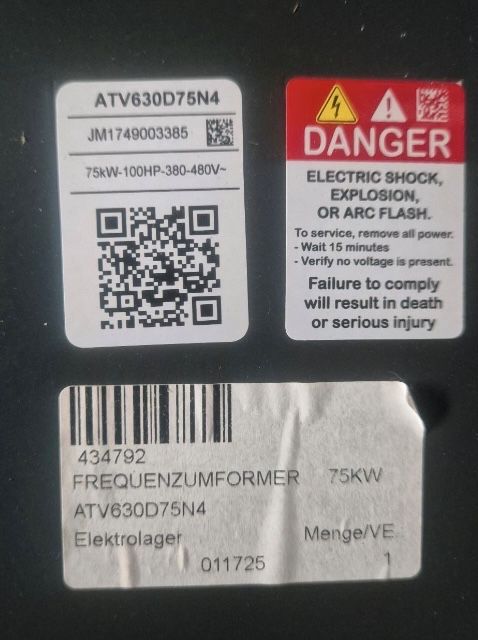 ATV630D75N4
JM1749003385
75kW-100HP-380-480V~
DANGER
ELECTRIC SHOCK,
EXPLOSION,
OR ARC FLASH.
To service, remove all power.
- Wait 15 minutes
- Verify no voltage is present.
Failure to comply
will result in death
or serious injury
434792
FREQUENZUMFORMER 75KW
ATV630D75N4
Elektrolager Menge/VE
011725 1